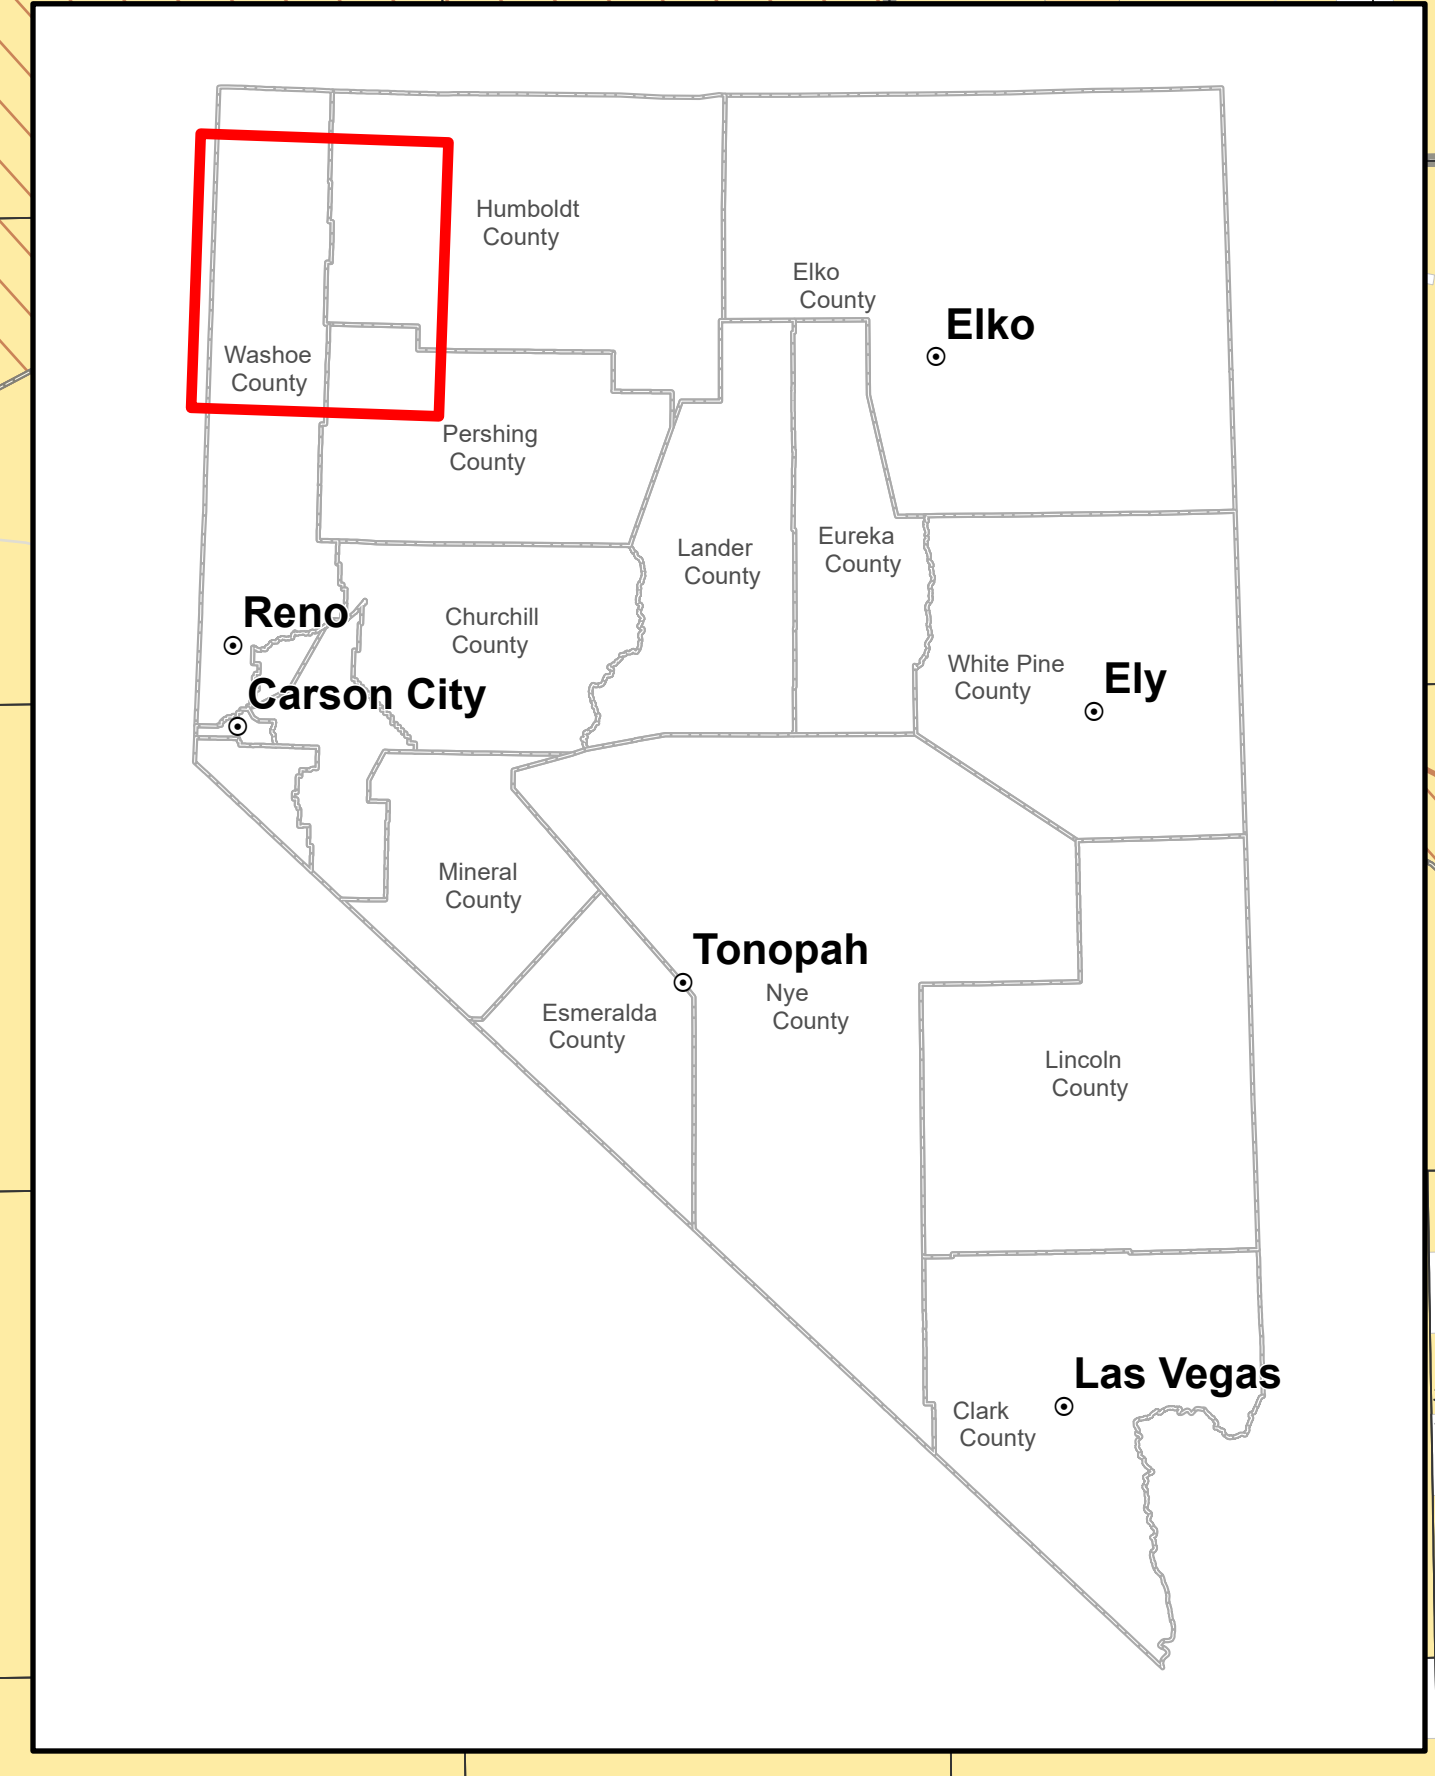 Humboldt
County
Elko
County
Elko
Washoe
County
Pershing
County
Lander
County
Eureka
County
Reno
Churchill
County
White Pine
County
Ely
Carson City
Mineral
County
Tonopah
Nye
County
Esmeralda
County
Lincoln
County
Las Vegas
Clark
County